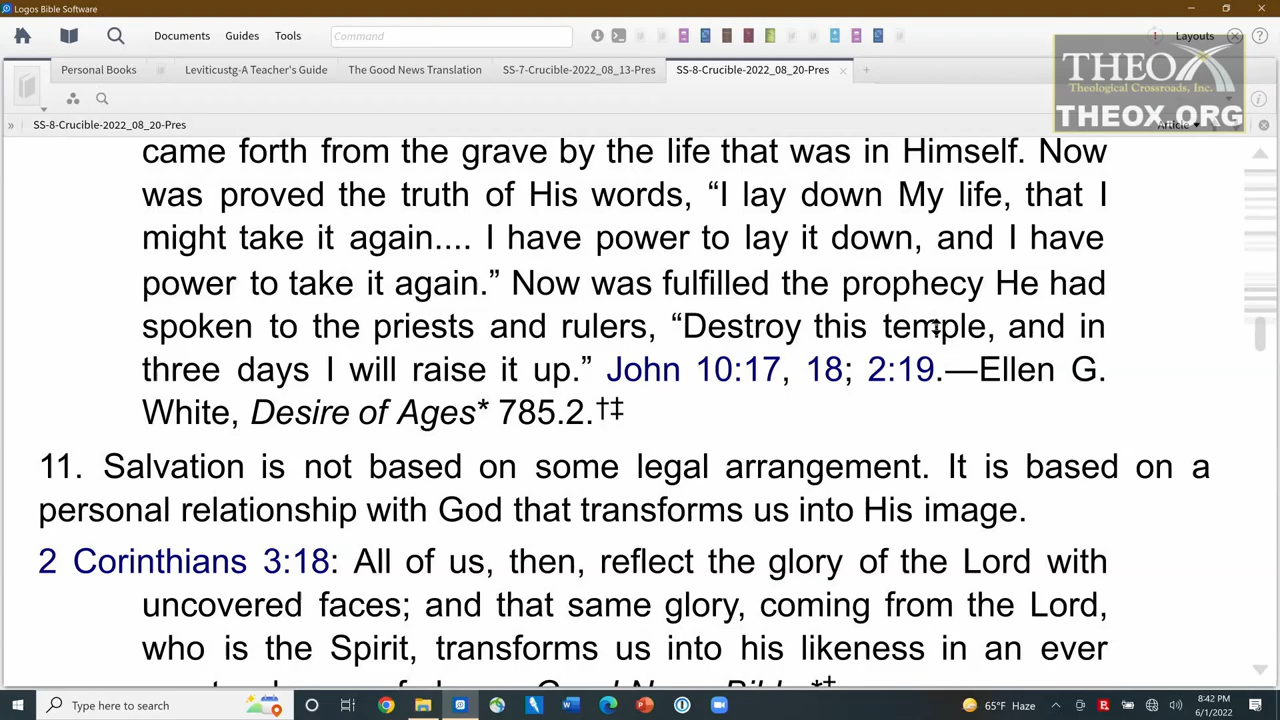 Logos Bible Software
Documents Guides Tools Command Layouts
Personal Books Leviticustg-A Teacher's Guide The Good News Translation SS-7-Crucible-2022_08_13-Pres SS-8-Crucible-2022_08_20-Pres
THEOX
Theological Crossroads, Inc.
THEOX.ORG
SS-8-Crucible-2022_08_20-Pres Article
came forth from the grave by the life that was in Himself. Now
was proved the truth of His words, “I lay down My life, that I
might take it again.... I have power to lay it down, and I have
power to take it again.” Now was fulfilled the prophecy He had
spoken to the priests and rulers, “Destroy this temple, and in
three days I will raise it up.” John 10:17, 18; 2:19.—Ellen G.
White, Desire of Ages* 785.2.†‡
11. Salvation is not based on some legal arrangement. It is based on a
personal relationship with God that transforms us into His image.
2 Corinthians 3:18: All of us, then, reflect the glory of the Lord with
uncovered faces; and that same glory, coming from the Lord,
who is the Spirit, transforms us into his likeness in an ever
Type here to search 65°F Haze 8:42 PM
6/1/2022